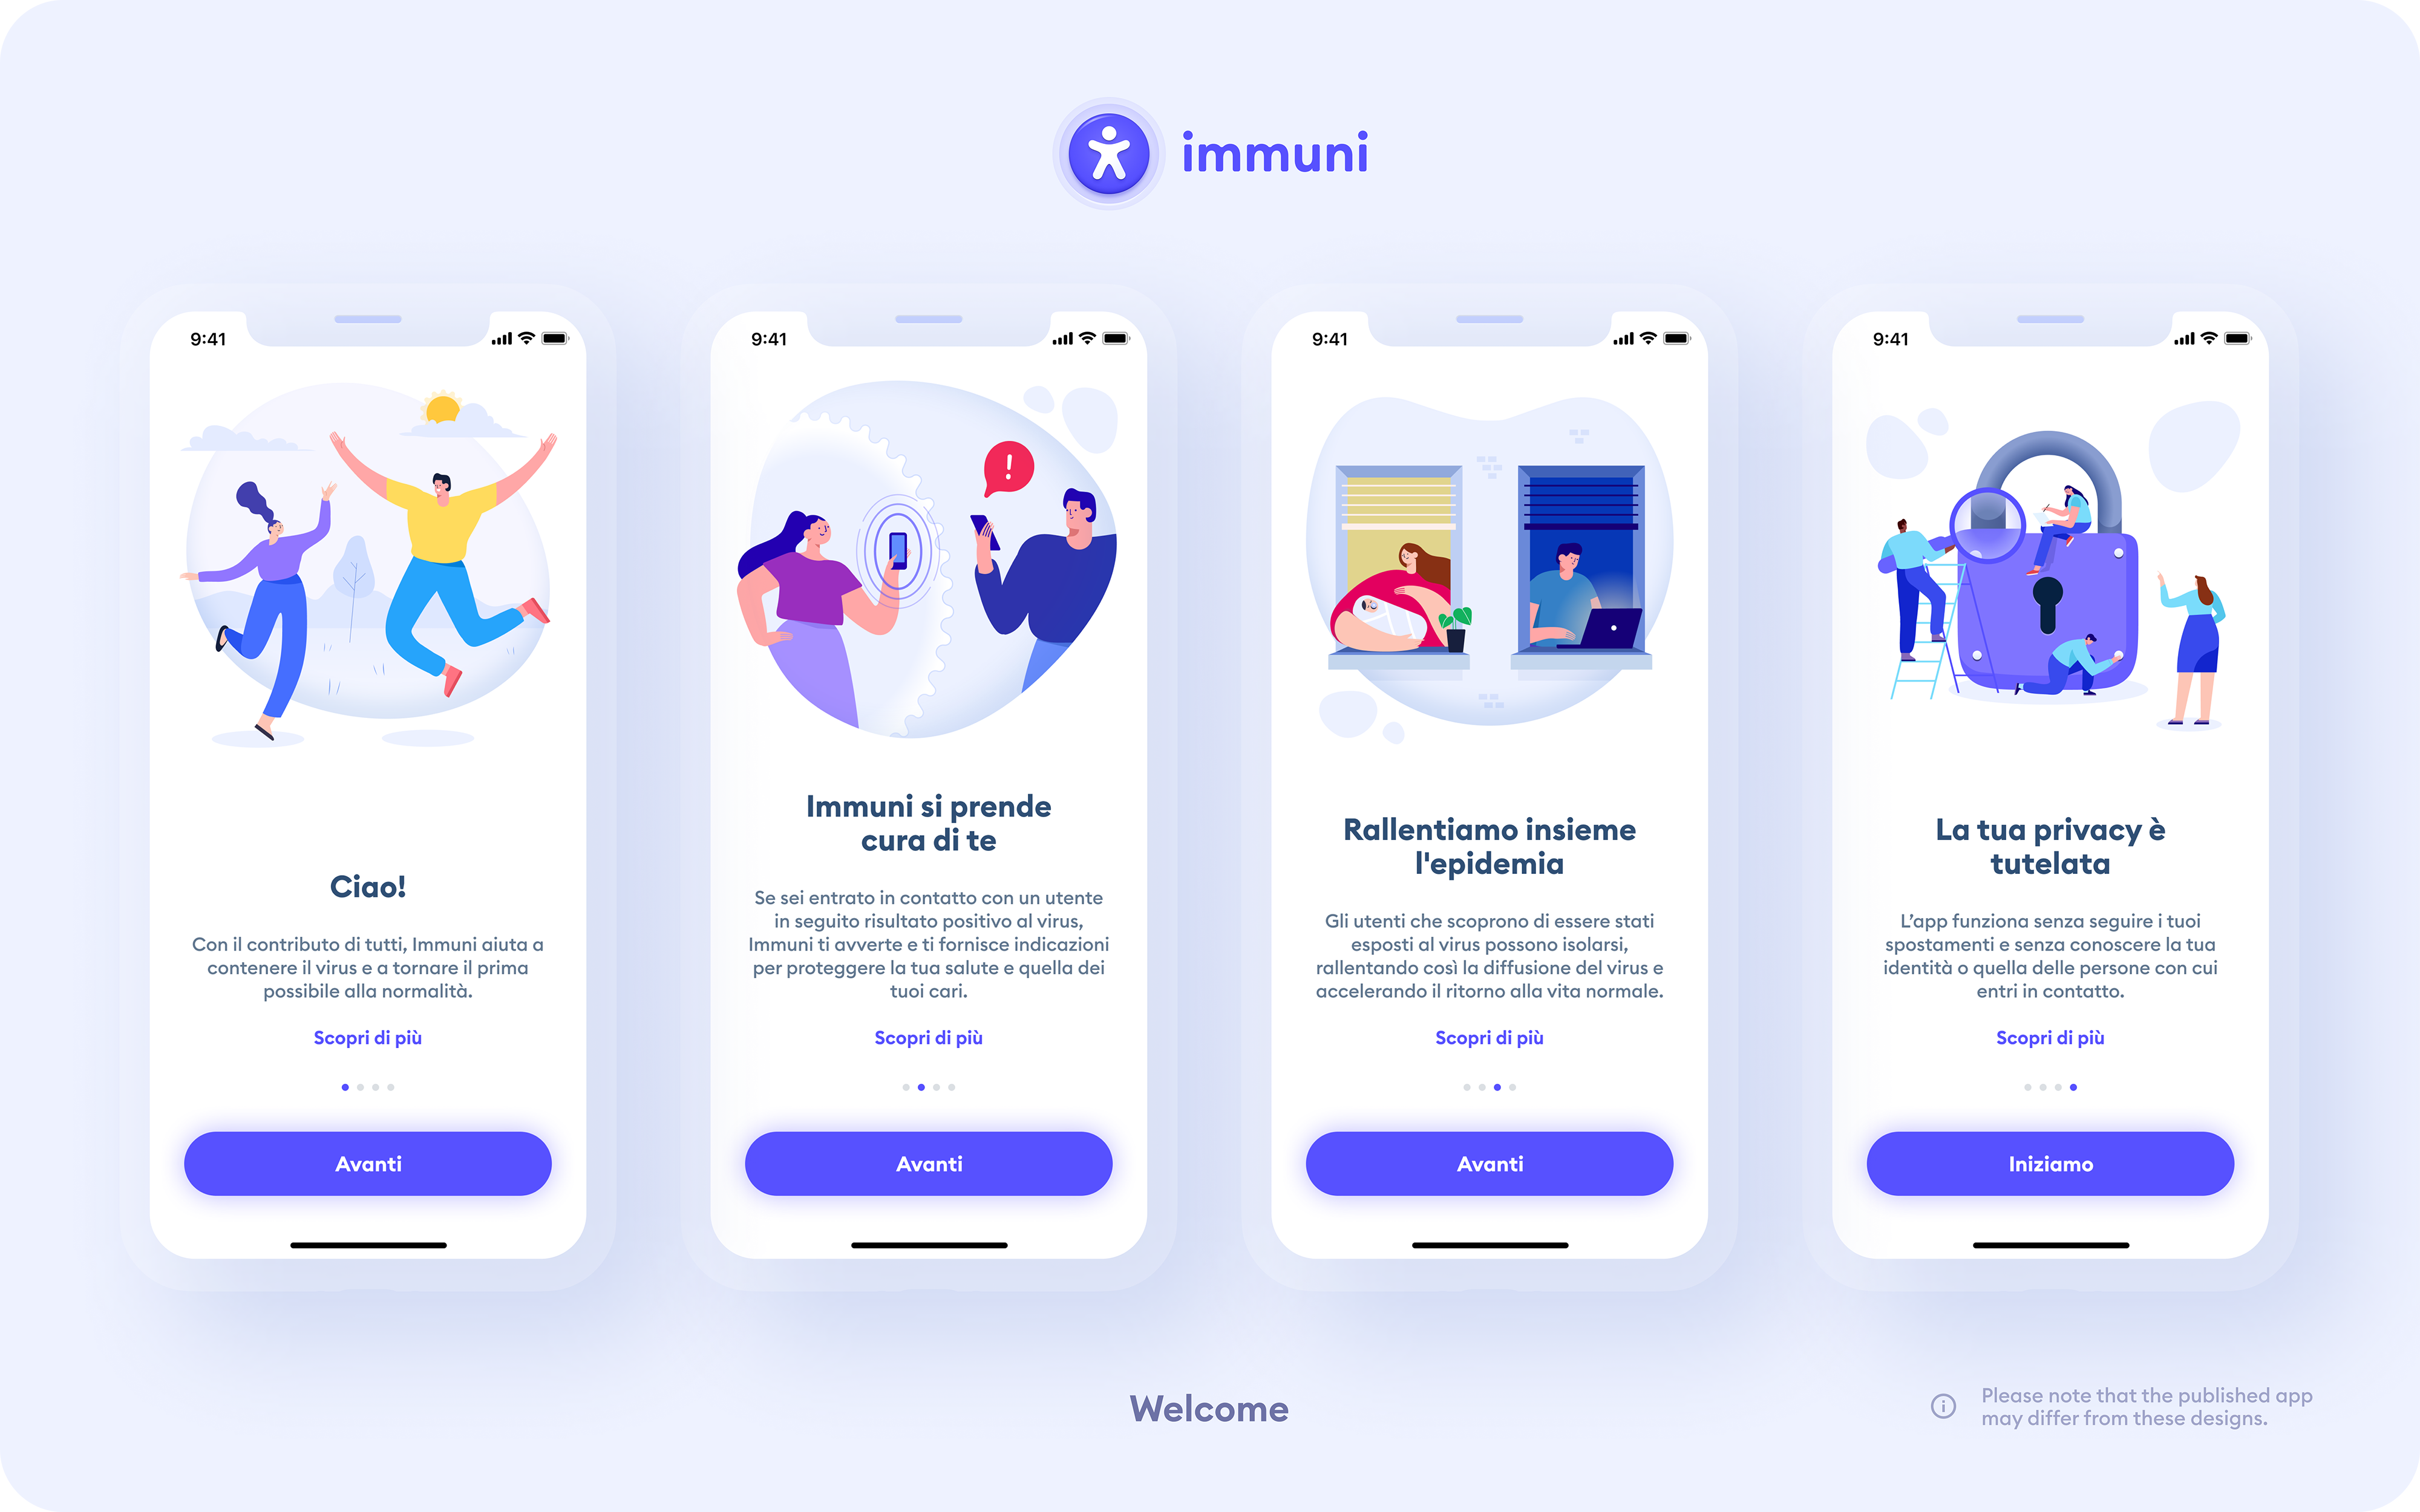 immuni
9:41
Ciao!
Con il contributo di tutti, Immuni aiuta a
contenere il virus e a tornare il prima
possibile alla normalità.
Scopri di più
Avanti
9:41
Immuni si prende
cura di te
Se sei entrato in contatto con un utente
in seguito risultato positivo al virus,
Immuni ti avverte e ti fornisce indicazioni
per proteggere la tua salute e quella dei
tuoi cari.
Scopri di più
Avanti
9:41
Rallentiamo insieme
l'epidemia
Gli utenti che scoprono di essere stati
esposti al virus possono isolarsi,
rallentando così la diffusione del virus e
accelerando il ritorno alla vita normale.
Scopri di più
Avanti
9:41
La tua privacy è
tutelata
L’app funziona senza seguire i tuoi
spostamenti e senza conoscere la tua
identità o quella delle persone con cui
entri in contatto.
Scopri di più
Iniziamo
Welcome
Please note that the published app
may differ from these designs.